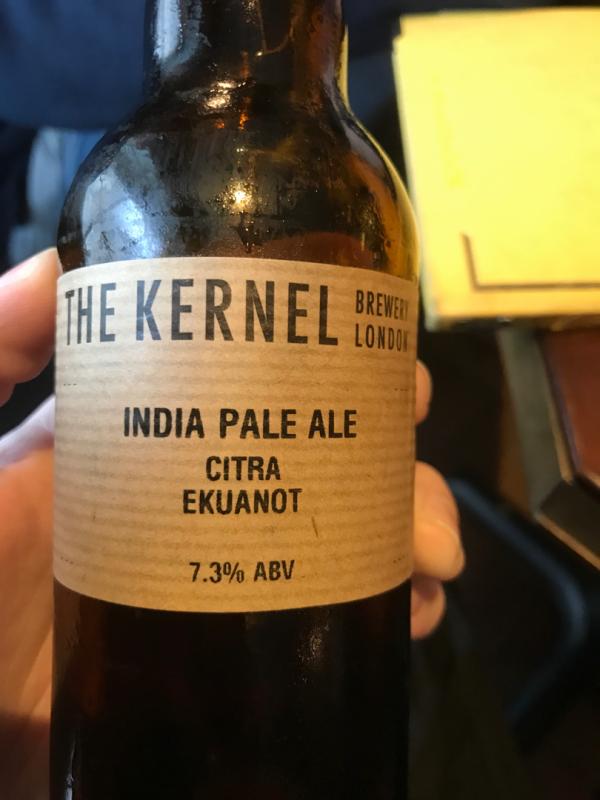 THE KERNEL BREWERY LONDON
INDIA PALE ALE
CITRA
EKUANOT
7.3% ABV